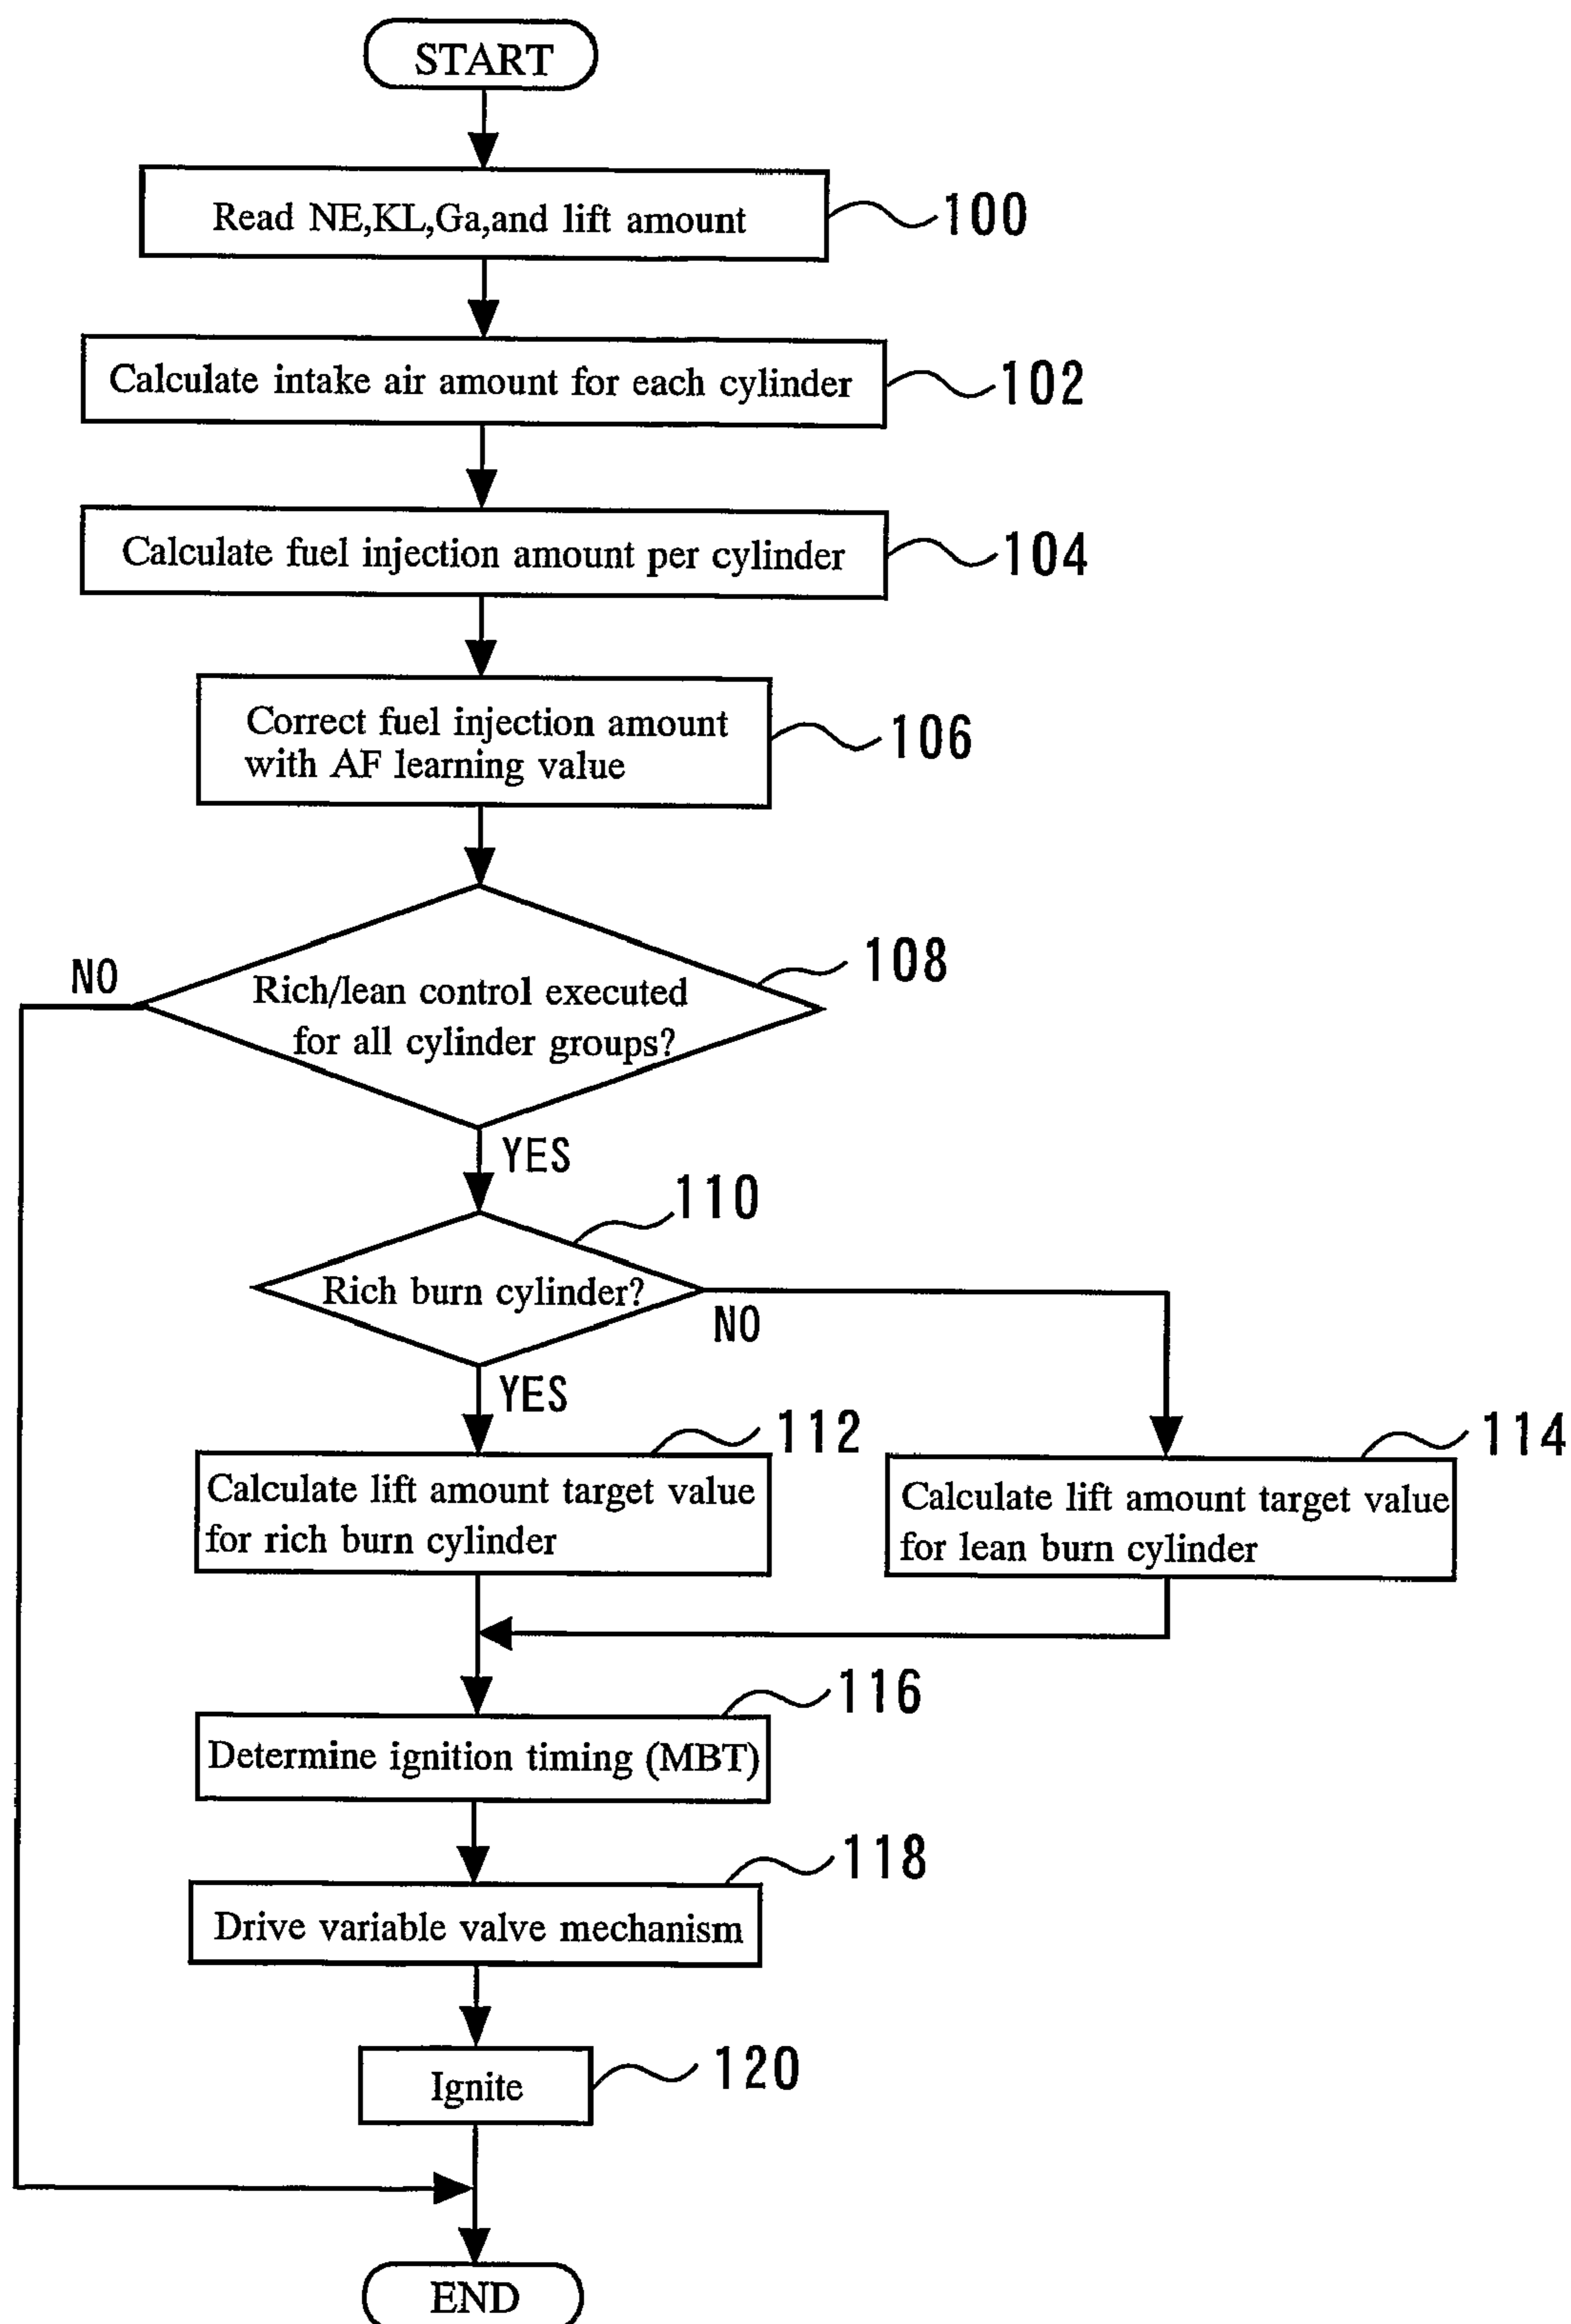 START
Read NE,KL,Ga,and lift amount
100
Calculate intake air amount for each cylinder
102
Calculate fuel injection amount per cylinder
104
Correct fuel injection amount
with AF learning value
106
Rich/lean control executed
for all cylinder groups?
108
NO
YES
110
Rich burn cylinder?
NO
YES
112
Calculate lift amount target value
for rich burn cylinder
114
Calculate lift amount target value
for lean burn cylinder
116
Determine ignition timing (MBT)
118
Drive variable valve mechanism
Ignite
120
END